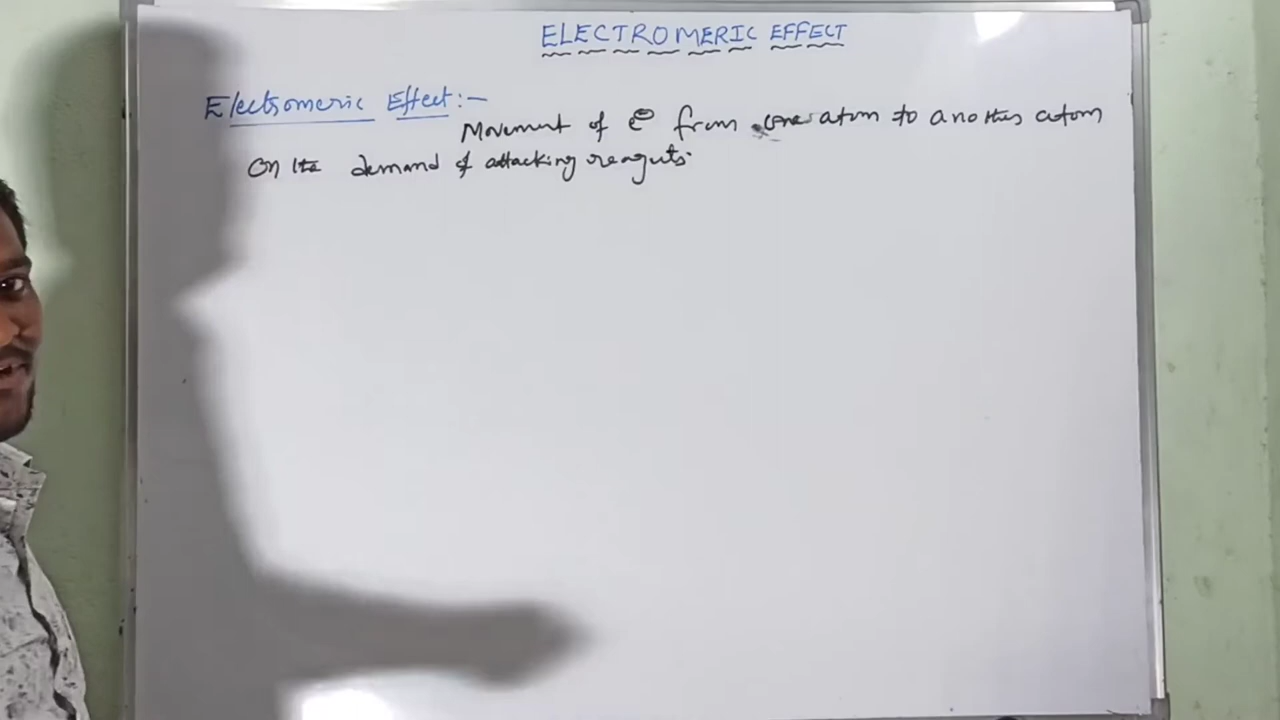 ELECTROMERIC EFFECT
Electromeric Effect:-
Movement of e⊖ from one atom to another atom
On the demand of attacking reagents.